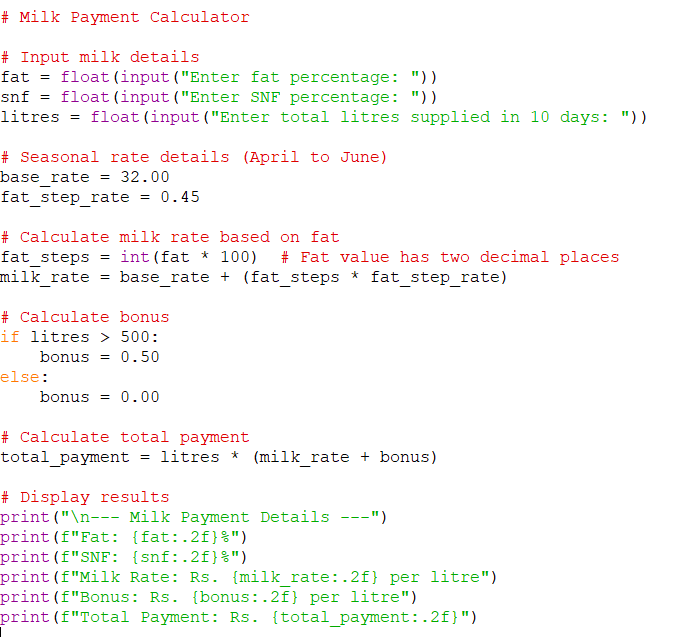 # Milk Payment Calculator

# Input milk details
fat = float(input("Enter fat percentage: "))
snf = float(input("Enter SNF percentage: "))
litres = float(input("Enter total litres supplied in 10 days: "))

# Seasonal rate details (April to June)
base_rate = 32.00
fat_step_rate = 0.45

# Calculate milk rate based on fat
fat_steps = int(fat * 100)  # Fat value has two decimal places
milk_rate = base_rate + (fat_steps * fat_step_rate)

# Calculate bonus
if litres > 500:
    bonus = 0.50
else:
    bonus = 0.00

# Calculate total payment
total_payment = litres * (milk_rate + bonus)

# Display results
print("\n--- Milk Payment Details ---")
print(f"Fat: {fat:.2f}%")
print(f"SNF: {snf:.2f}%")
print(f"Milk Rate: Rs. {milk_rate:.2f} per litre")
print(f"Bonus: Rs. {bonus:.2f} per litre")
print(f"Total Payment: Rs. {total_payment:.2f}")